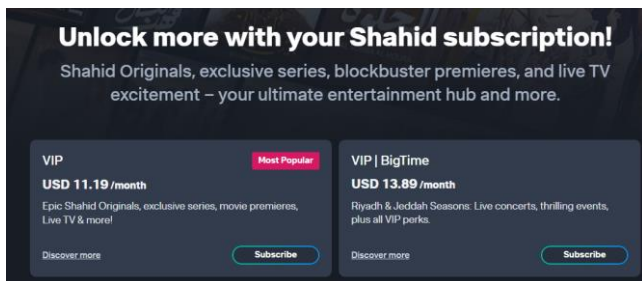 Unlock more with your Shahid subscription!
Shahid Originals, exclusive series, blockbuster premieres, and live TV
excitement – your ultimate entertainment hub and more.
VIP
Most Popular
USD 11.19 /month
Epic Shahid Originals, exclusive series, movie premieres,
Live TV & more!
Discover more
Subscribe
VIP | BigTime
USD 13.89 /month
Riyadh & Jeddah Seasons: Live concerts, thrilling events,
plus all VIP perks.
Discover more
Subscribe